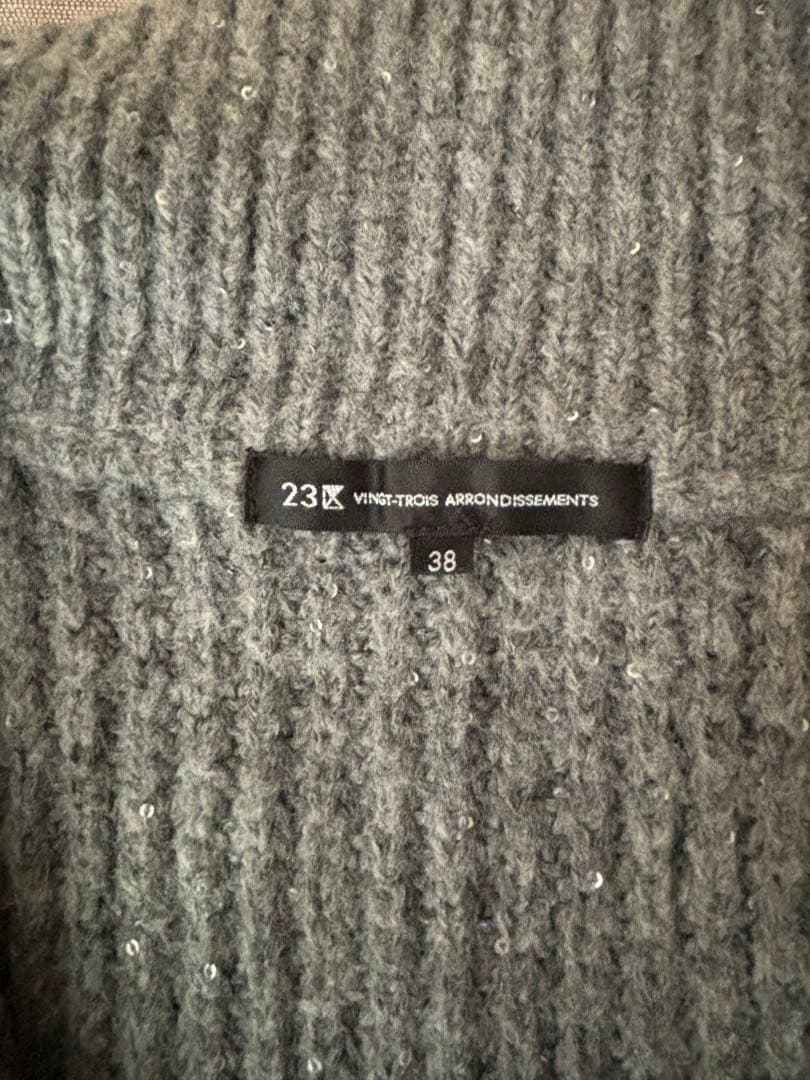 23区 VINGT-TROIS ARRONDISSEMENTS
38